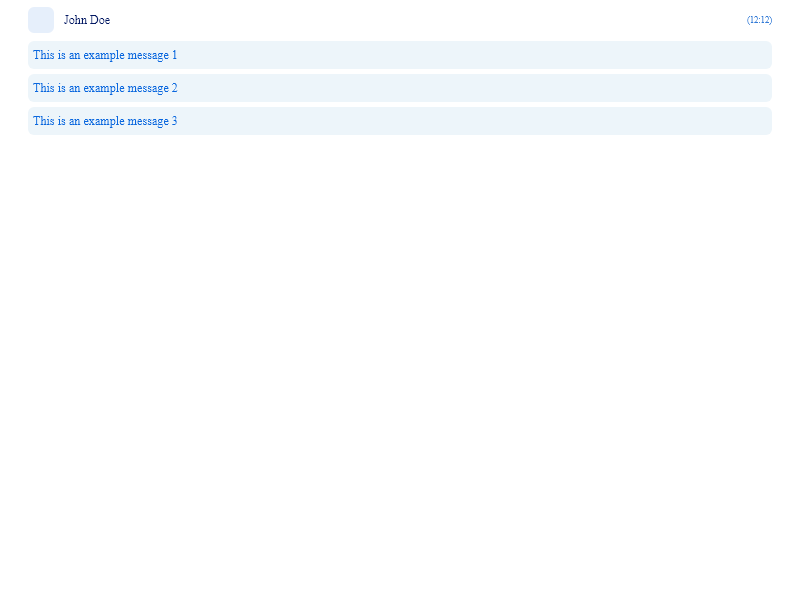 John Doe (12:12)
This is an example message 1
This is an example message 2
This is an example message 3